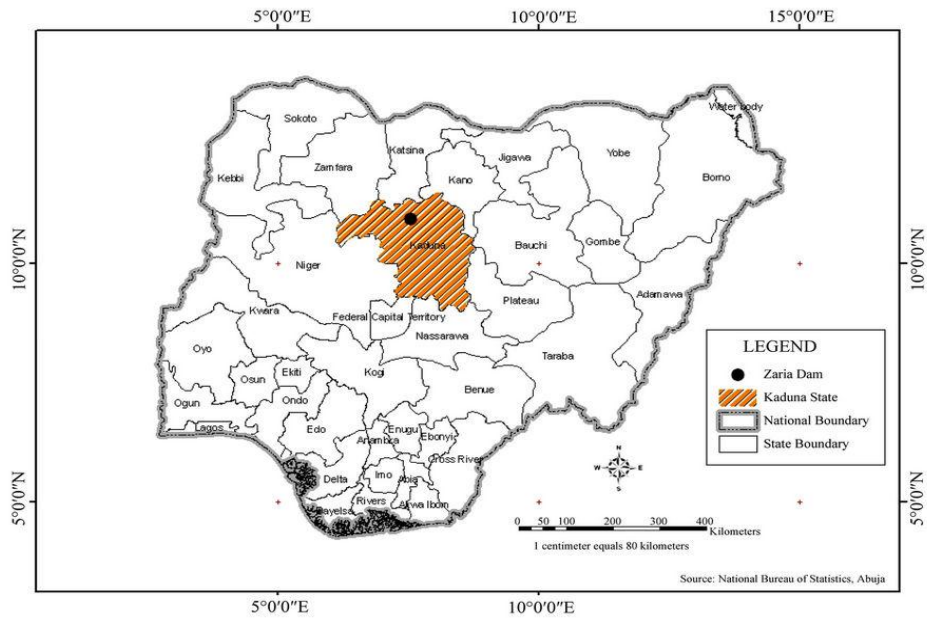 5°0'0"E 10°0'0"E 15°0'0"E
10°0'0"N
5°0'0"N
10°0'0"N
5°0'0"N
Water body
Sokoto
Katsina
Zamfara
Kebbi
Kano
Jigawa
Yobe
Borno
Kaduna
Bauchi
Gombe
Niger
Plateau
Adamawa
Kwara
Federal Capital Territory
Nassarawa
Taraba
Oyo
Osun
Ekiti
Kogi
Benue
Ogun
Ondo
Lagos
Edo
Enugu
Anambra
Ebonyi
Cross River
Delta
Imo
Abia
Rivers
Bayelsa
Akwa Ibom
LEGEND
Zaria Dam
Kaduna State
National Boundary
State Boundary
N
W E
S
0 50 100 200 300 400
Kilometers
1 centimeter equals 80 kilometers
Source: National Bureau of Statistics, Abuja
5°0'0"E 10°0'0"E